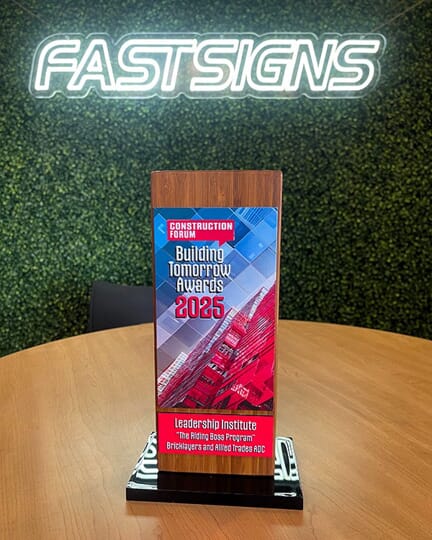 FASTSIGNS
CONSTRUCTION
FORUM
Building
Tomorrow
Awards
2025
Leadership Institute
"The Riding Boss Program"
Bricklayers and Allied Trades ADC